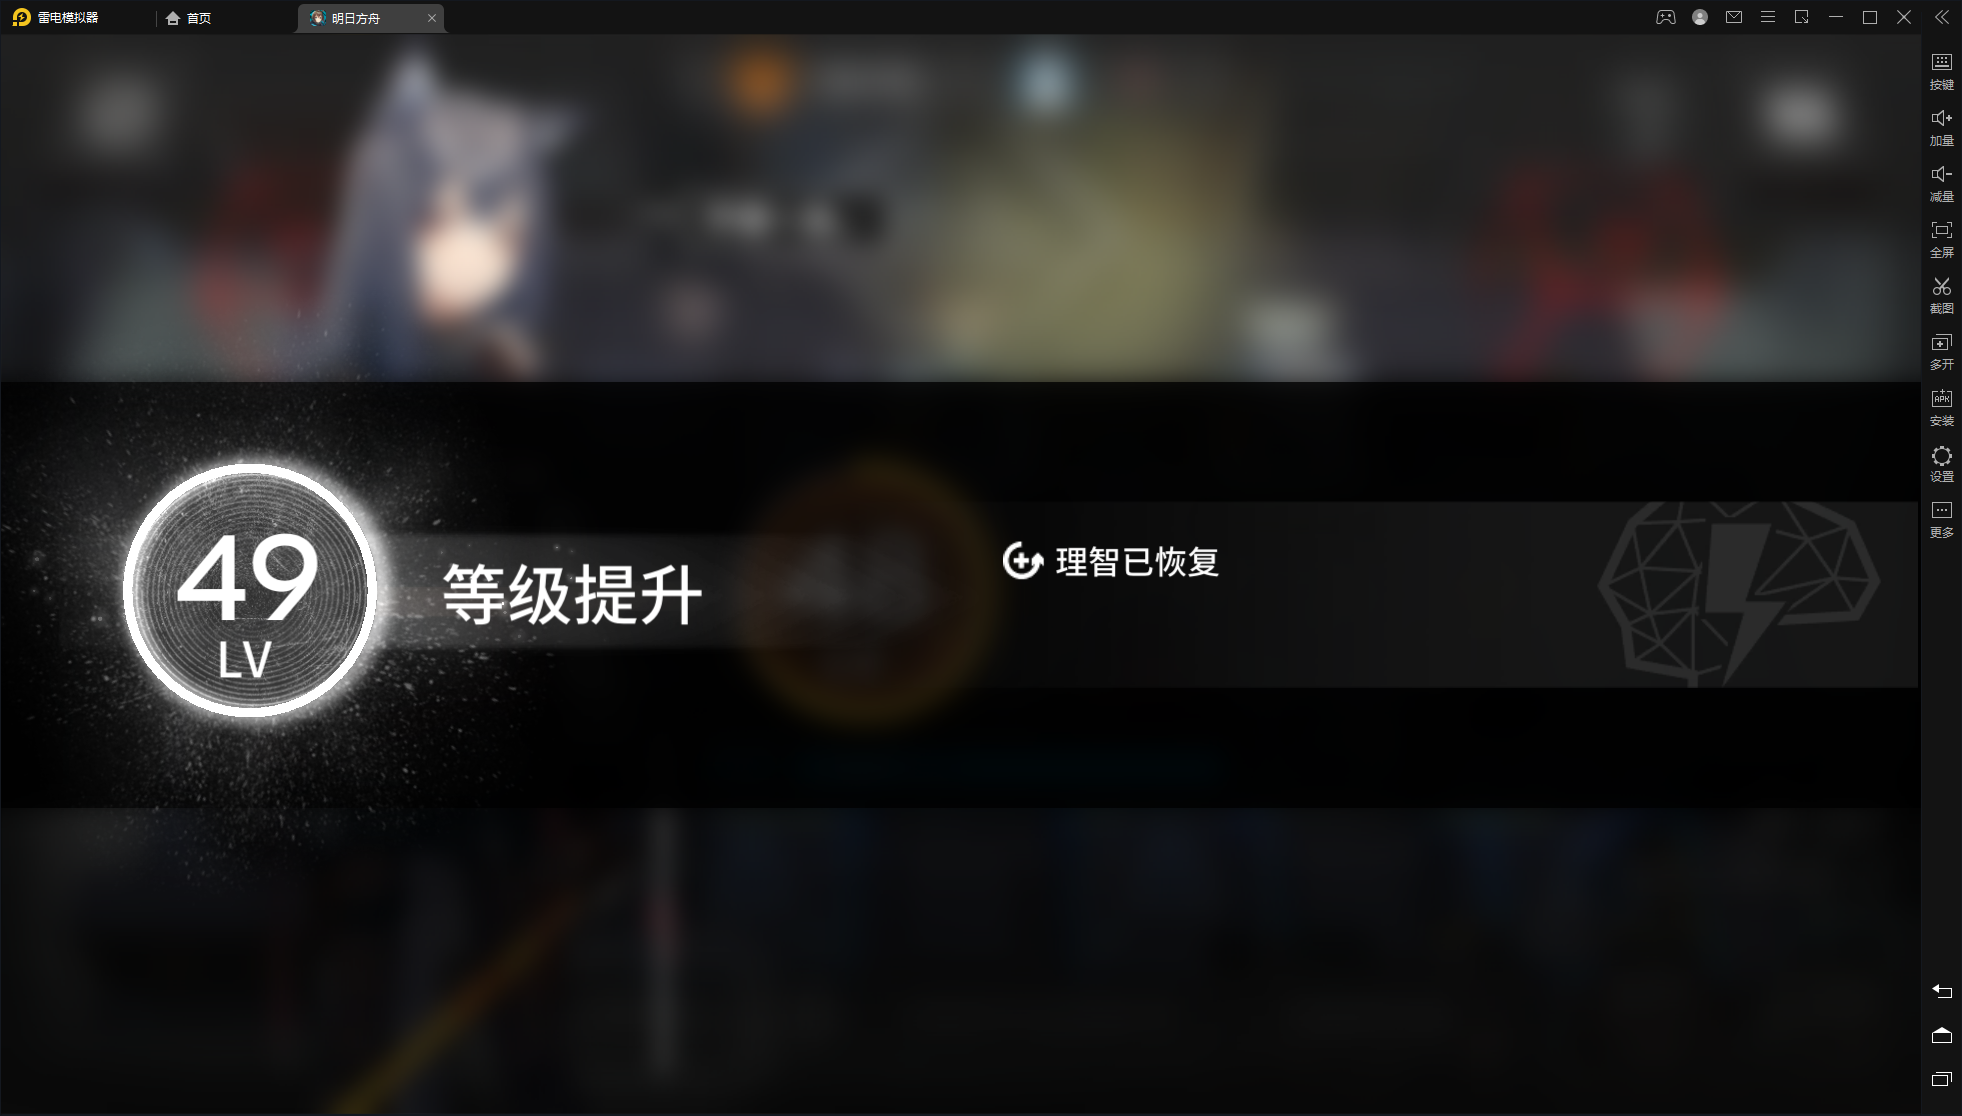 雷电模拟器
首页
明日方舟
按键
加量
减量
全屏
截图
多开
APK
安装
设置
更多
49
LV
等级提升
理智已恢复